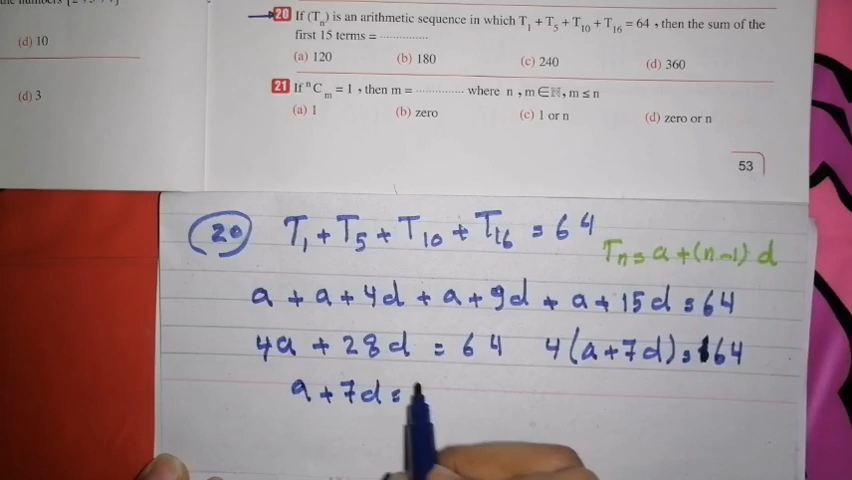 (d) 10
(d) 3
20 If (Tₙ) is an arithmetic sequence in which T₁ + T₅ + T₁₀ + T₁₆ = 64 , then the sum of the
first 15 terms = ..............
(a) 120 (b) 180 (c) 240 (d) 360
21 If ⁿCₘ = 1 , then m = .............. where n , m ∈ ℕ , m ≤ n
(a) 1 (b) zero (c) 1 or n (d) zero or n
53
20 T₁ + T₅ + T₁₀ + T₁₆ = 64
Tₙ = a + (n-1) d
a + a + 4d + a + 9d + a + 15d = 64
4a + 28d = 64 4(a + 7d) = 64
a + 7d =